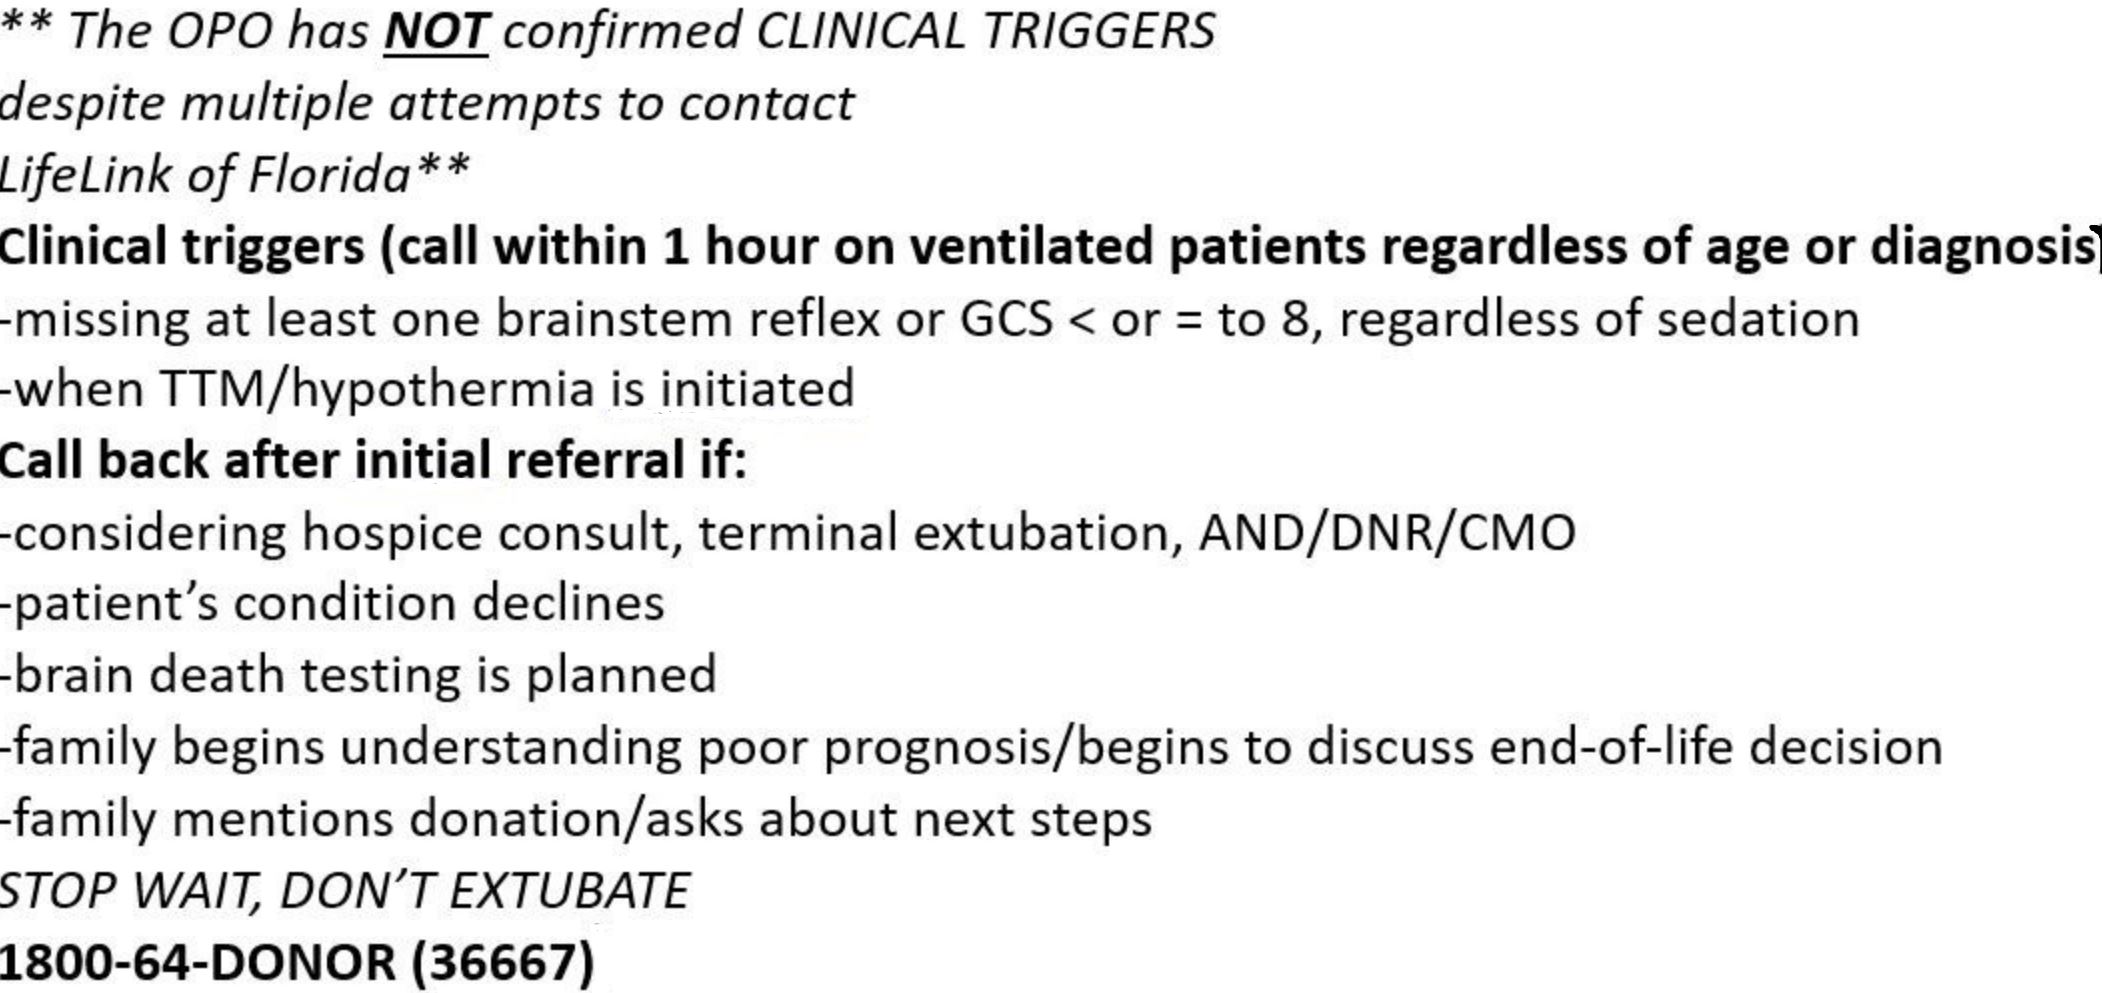 ** The OPO has NOT confirmed CLINICAL TRIGGERS
despite multiple attempts to contact
LifeLink of Florida**
Clinical triggers (call within 1 hour on ventilated patients regardless of age or diagnosis)
-missing at least one brainstem reflex or GCS < or = to 8, regardless of sedation
-when TTM/hypothermia is initiated
Call back after initial referral if:
-considering hospice consult, terminal extubation, AND/DNR/CMO
-patient’s condition declines
-brain death testing is planned
-family begins understanding poor prognosis/begins to discuss end-of-life decision
-family mentions donation/asks about next steps
STOP WAIT, DON’T EXTUBATE
1800-64-DONOR (36667)